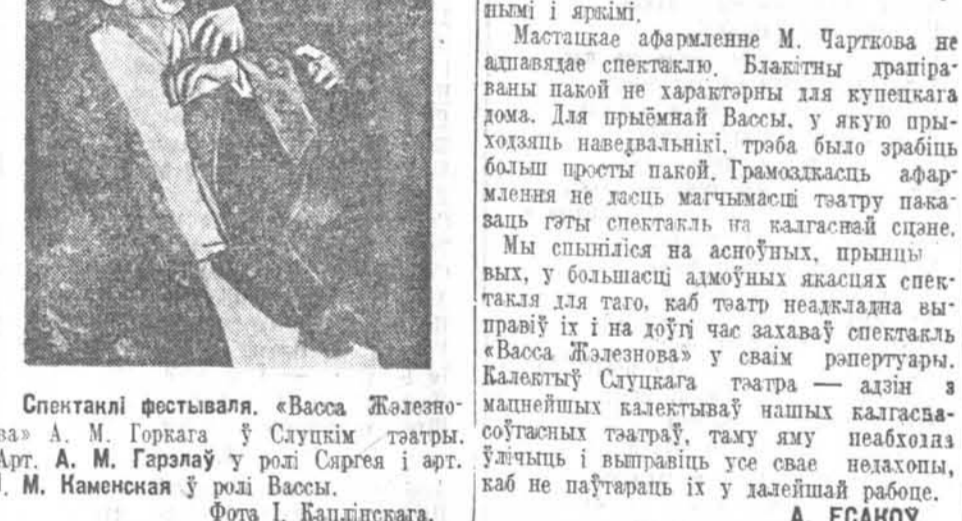 Спектаклі фестываля. «Васса Жэлезно-
ва» А. М. Горкага ў Слуцкім тэатры.
Арт. А. М. Гарэлаў у ролі Сяргея і арт.
М. Каменская ў ролі Вассы.
Фота І. Каплінскага.
нымі і яркімі.
Мастацкае афармленне М. Чарткова не
адпавядае спектаклю. Блакітны драпіра-
ваны пакой не характэрны для купецкага
дома. Для прыёмнай Вассы, у якую пры-
ходзяць наведвальнікі, трэба было зрабіць
больш просты пакой. Грамоздкасць афар-
млення не дасць магчымасці тэатру пака-
заць гэты спектакль на калгаснай сцэне.
Мы спыніліся на асноўных, прынцы
вых, у большасці адмоўных якасцях спек-
такля для таго, каб тэатр неадкладна вы-
правіў іх і на доўгі час захаваў спектакль
«Васса Жэлезнова» у сваім рэпертуары.
Калектыў Слуцкага тэатра — адзін з
мацнейшых калектываў нашых калгасна-
соўгасных тэатраў, таму яму неабходна
ўлічыць і выправіць усе свае недахопы,
каб не паўтараць іх у далейшай рабоце.
А. ЕСАКОЎ